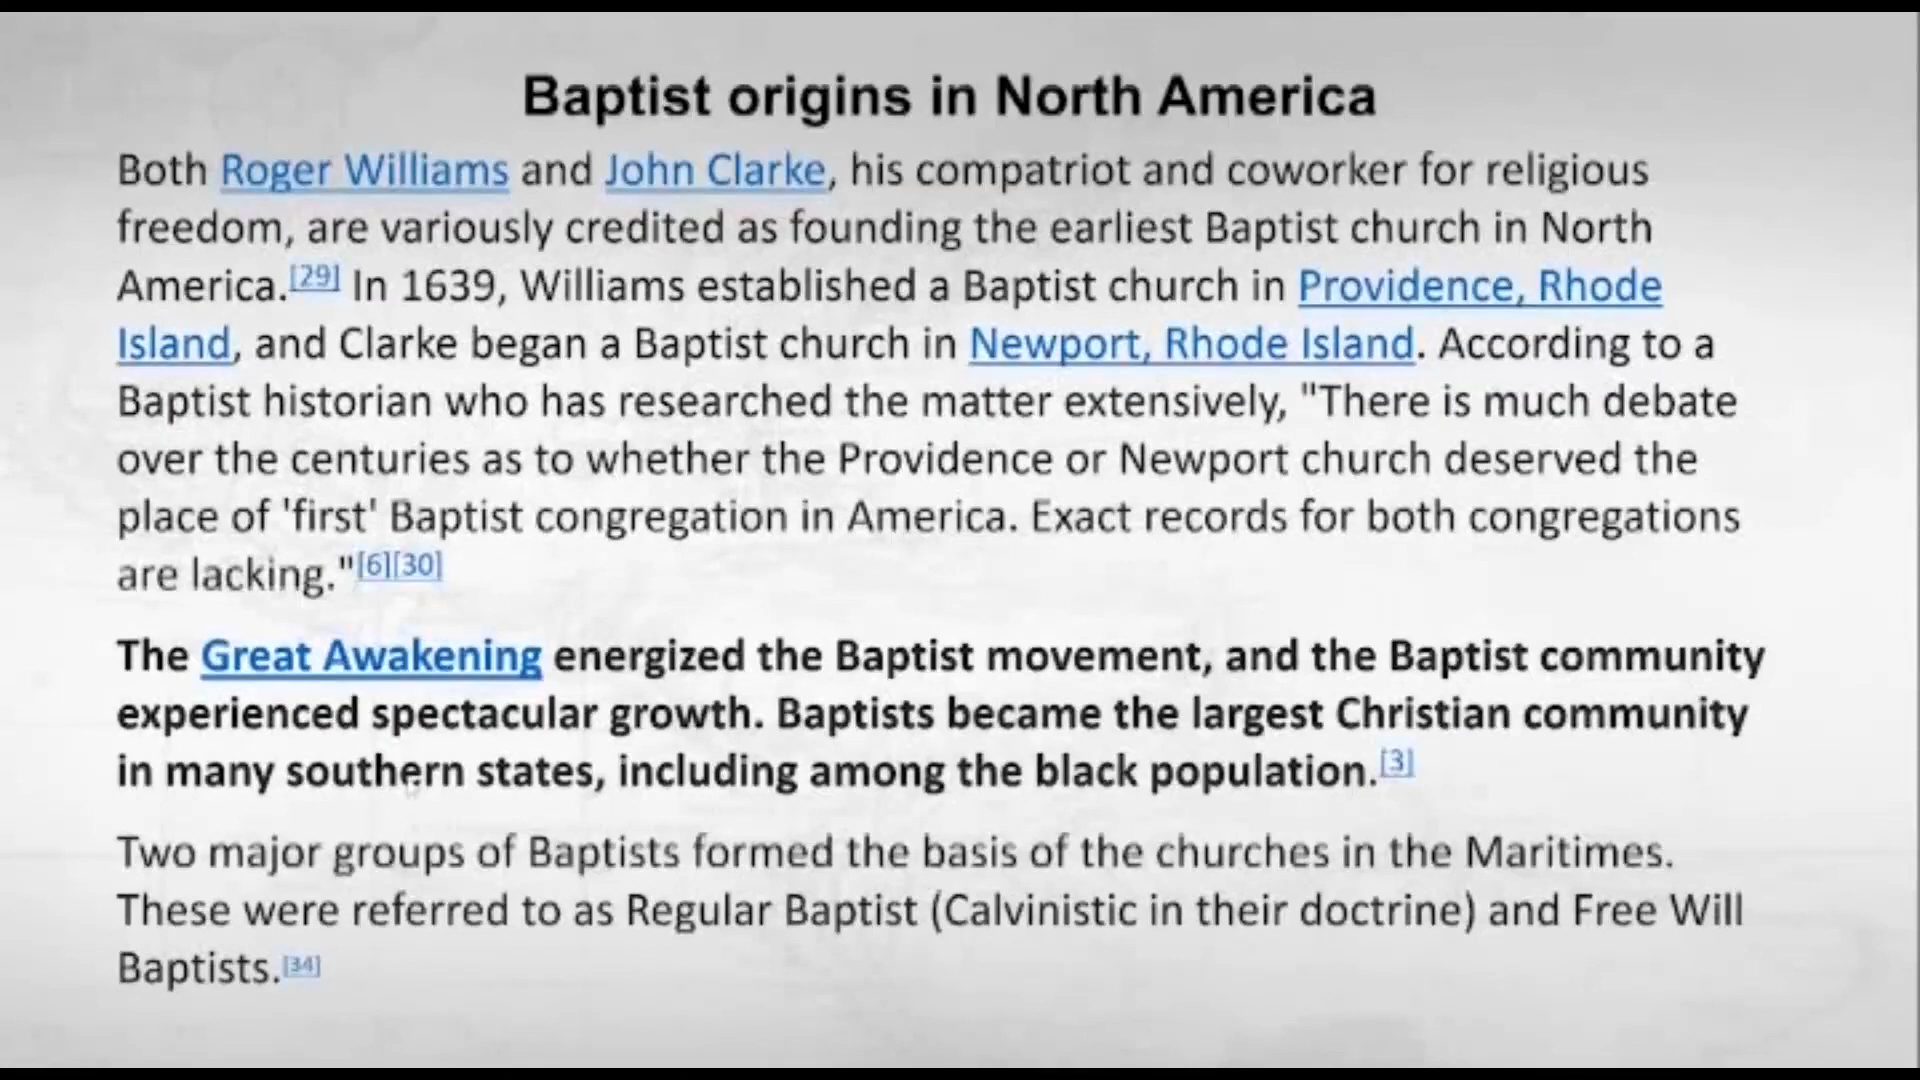 Baptist origins in North America
Both Roger Williams and John Clarke, his compatriot and coworker for religious
freedom, are variously credited as founding the earliest Baptist church in North
America.[29] In 1639, Williams established a Baptist church in Providence, Rhode
Island, and Clarke began a Baptist church in Newport, Rhode Island. According to a
Baptist historian who has researched the matter extensively, "There is much debate
over the centuries as to whether the Providence or Newport church deserved the
place of 'first' Baptist congregation in America. Exact records for both congregations
are lacking."[6][30]
The Great Awakening energized the Baptist movement, and the Baptist community
experienced spectacular growth. Baptists became the largest Christian community
in many southern states, including among the black population.[3]
Two major groups of Baptists formed the basis of the churches in the Maritimes.
These were referred to as Regular Baptist (Calvinistic in their doctrine) and Free Will
Baptists.[34]